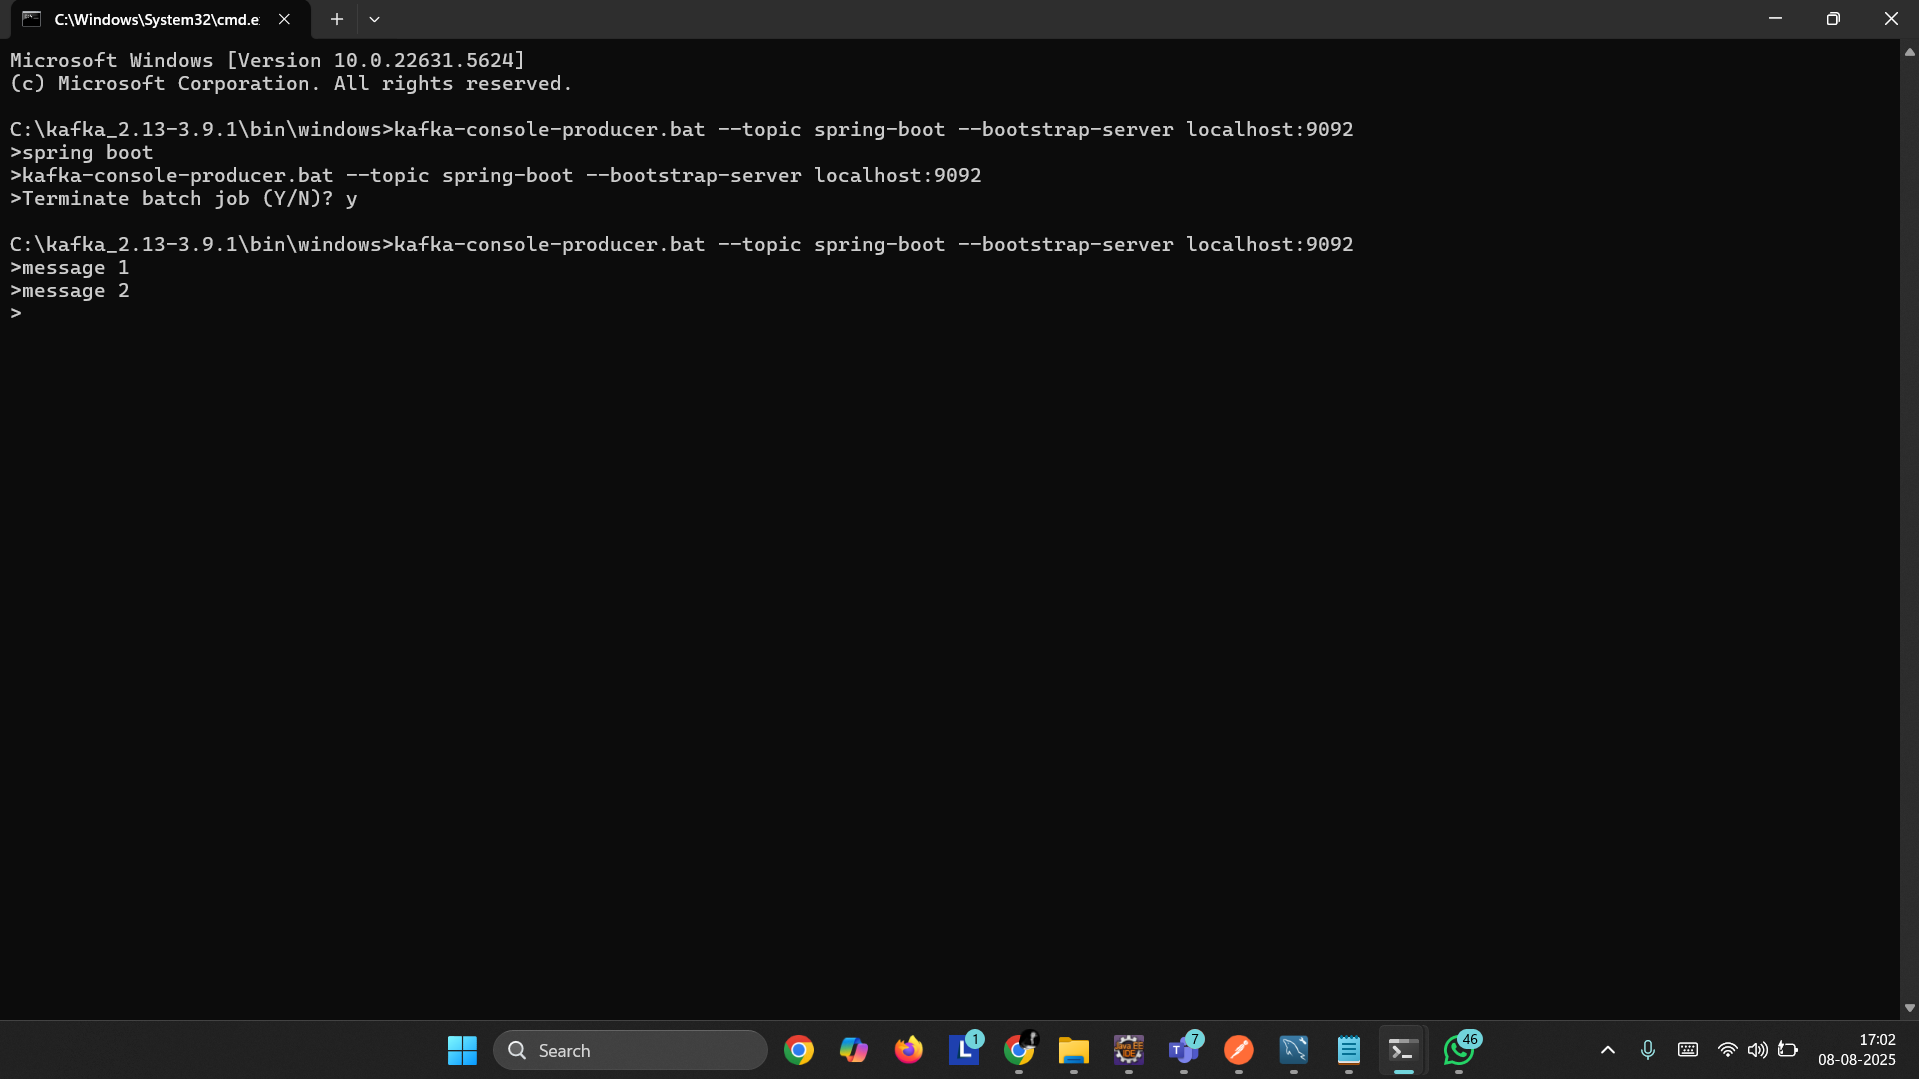 C:\Windows\System32\cmd.e
Microsoft Windows [Version 10.0.22631.5624]
(c) Microsoft Corporation. All rights reserved.
C:\kafka_2.13-3.9.1\bin\windows>kafka-console-producer.bat --topic spring-boot --bootstrap-server localhost:9092
>spring boot
>kafka-console-producer.bat --topic spring-boot --bootstrap-server localhost:9092
>Terminate batch job (Y/N)? y
C:\kafka_2.13-3.9.1\bin\windows>kafka-console-producer.bat --topic spring-boot --bootstrap-server localhost:9092
>message 1
>message 2
>
Search
L 1
Java EE
IDE
T 7
46
17:02
08-08-2025